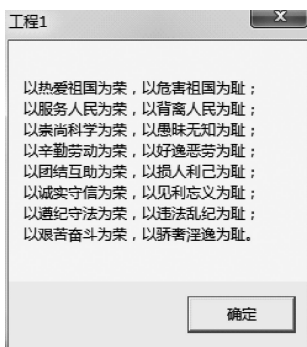 工程1
以热爱祖国为荣，以危害祖国为耻；
以服务人民为荣，以背离人民为耻；
以崇尚科学为荣，以愚昧无知为耻；
以辛勤劳动为荣，以好逸恶劳为耻；
以团结互助为荣，以损人利己为耻；
以诚实守信为荣，以见利忘义为耻；
以遵纪守法为荣，以违法乱纪为耻；
以艰苦奋斗为荣，以骄奢淫逸为耻。
确定